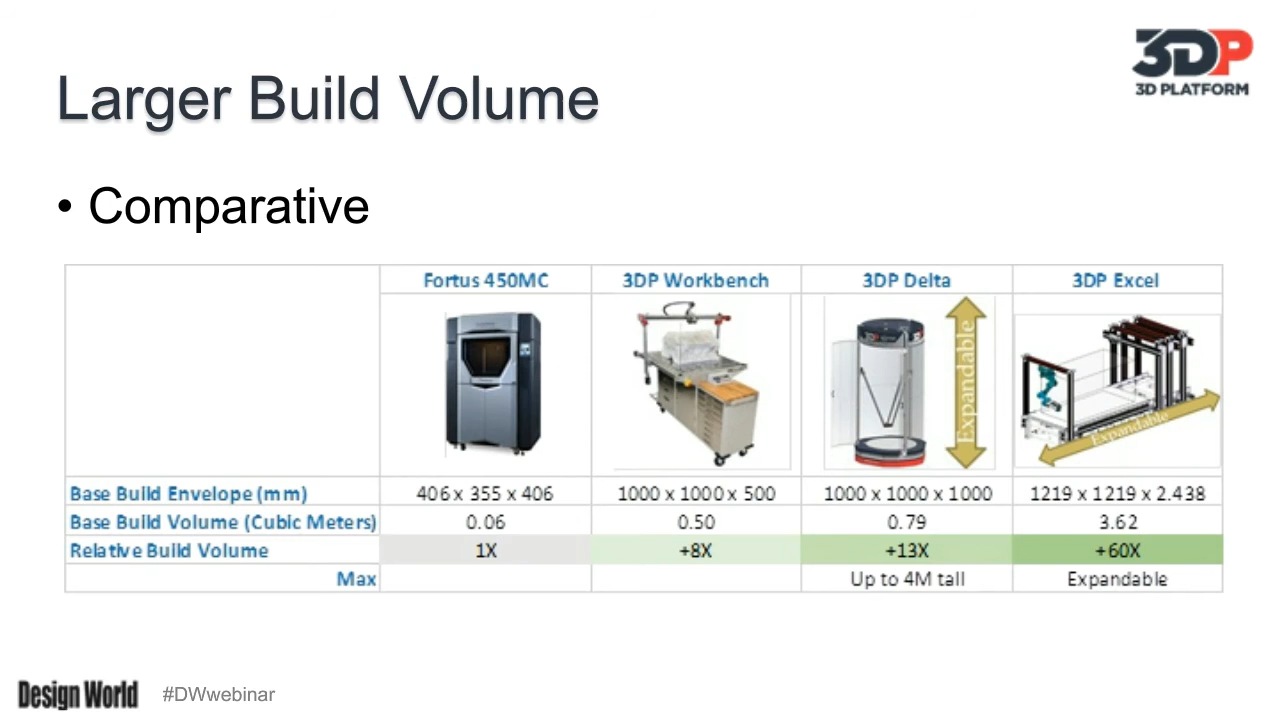 3DP
3D PLATFORM
Larger Build Volume
• Comparative
Fortus 450MC 3DP Workbench 3DP Delta 3DP Excel
Expandable
Expandable
Base Build Envelope (mm) 406 x 355 x 406 1000 x 1000 x 500 1000 x 1000 x 1000 1219 x 1219 x 2.438
Base Build Volume (Cubic Meters) 0.06 0.50 0.79 3.62
Relative Build Volume 1X +8X +13X +60X
Max Up to 4M tall Expandable
Design World #DWwebinar